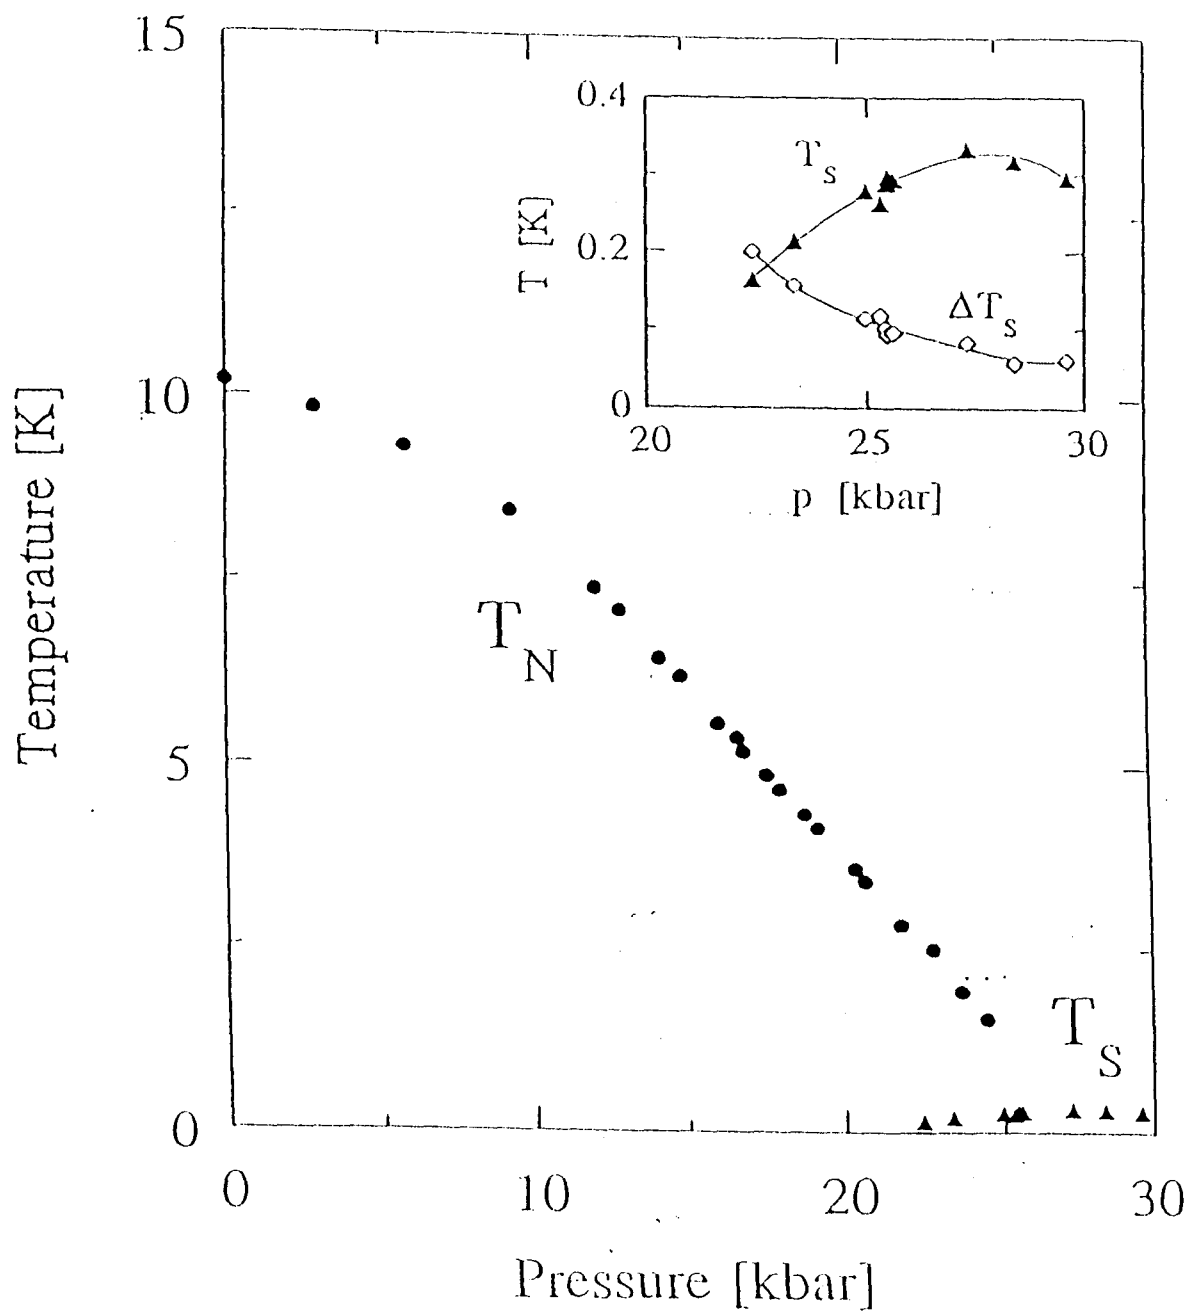 15
0.4
T_s
T [K]
0.2
ΔT_s
0
20 25 30
p [kbar]
10
Temperature [K]
T_N
5
T_S
0
0 10 20 30
Pressure [kbar]